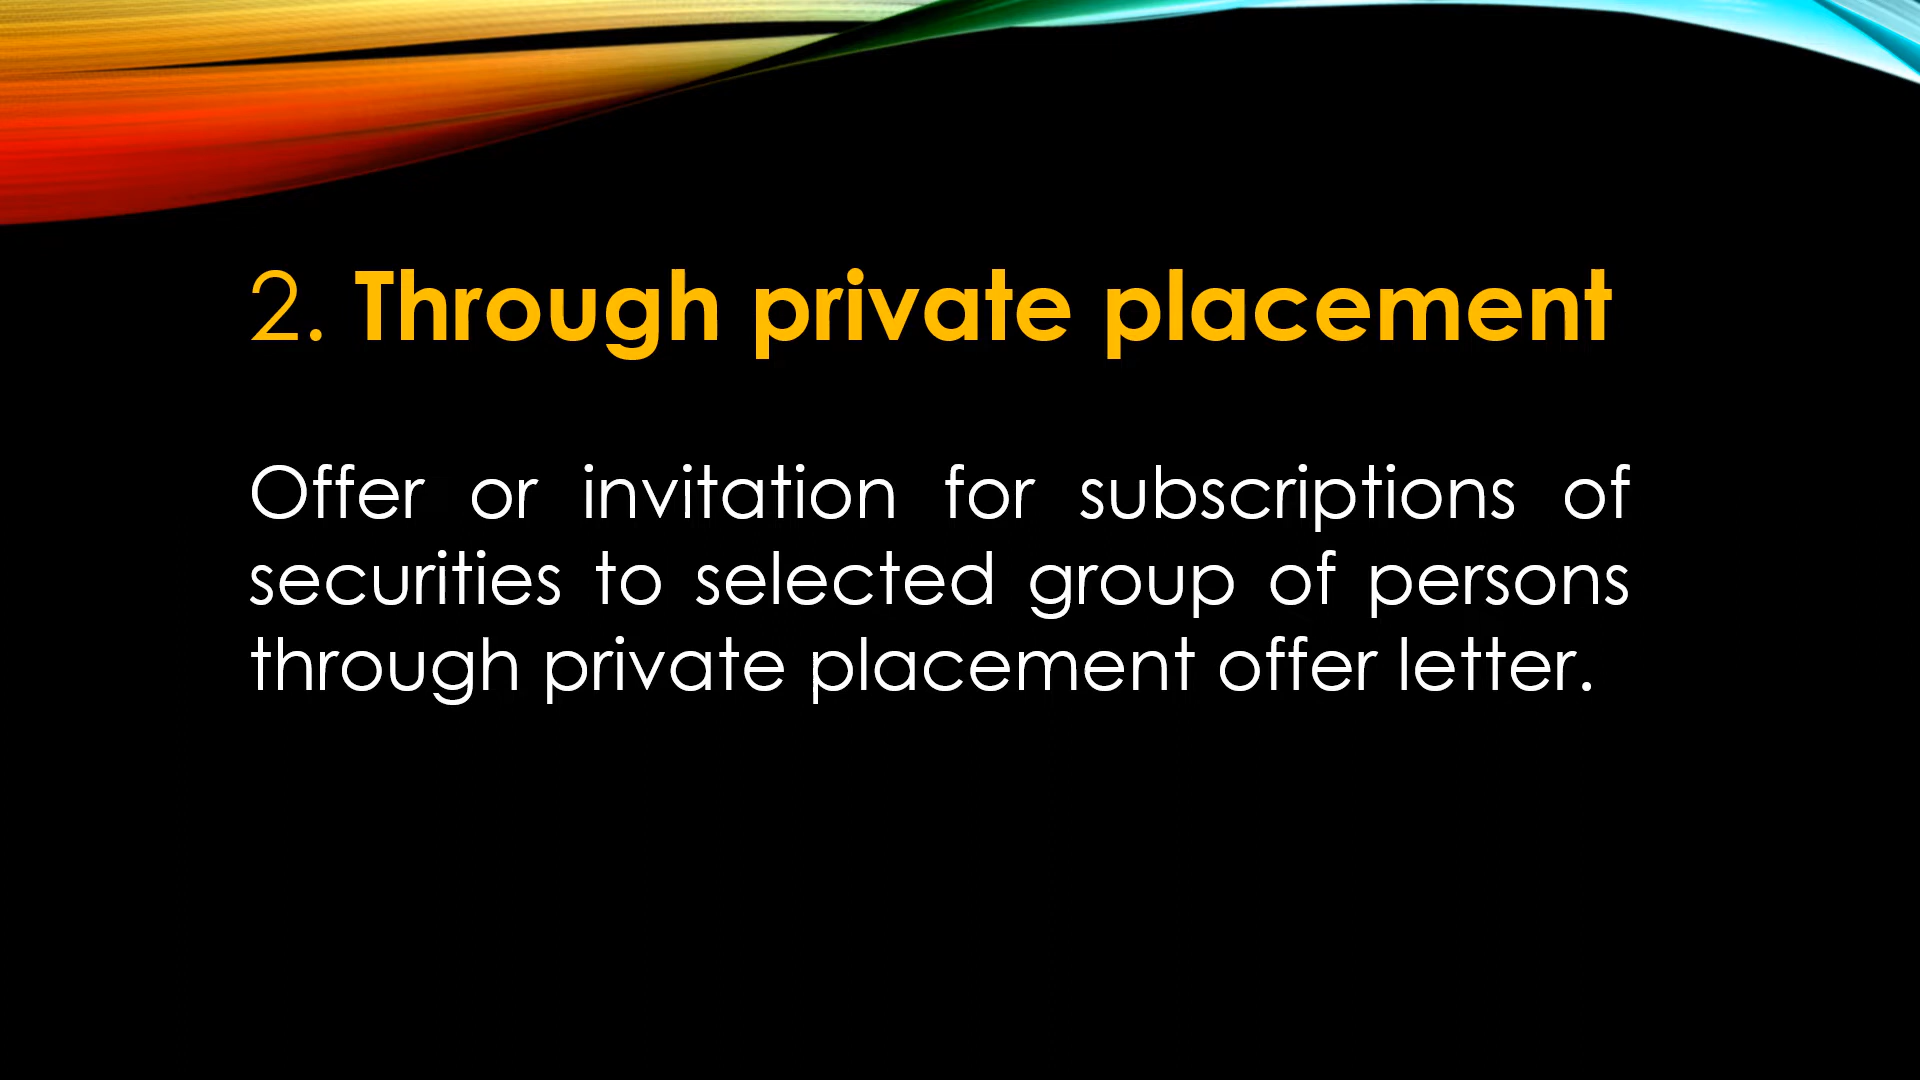 2. Through private placement
Offer or invitation for subscriptions of
securities to selected group of persons
through private placement offer letter.